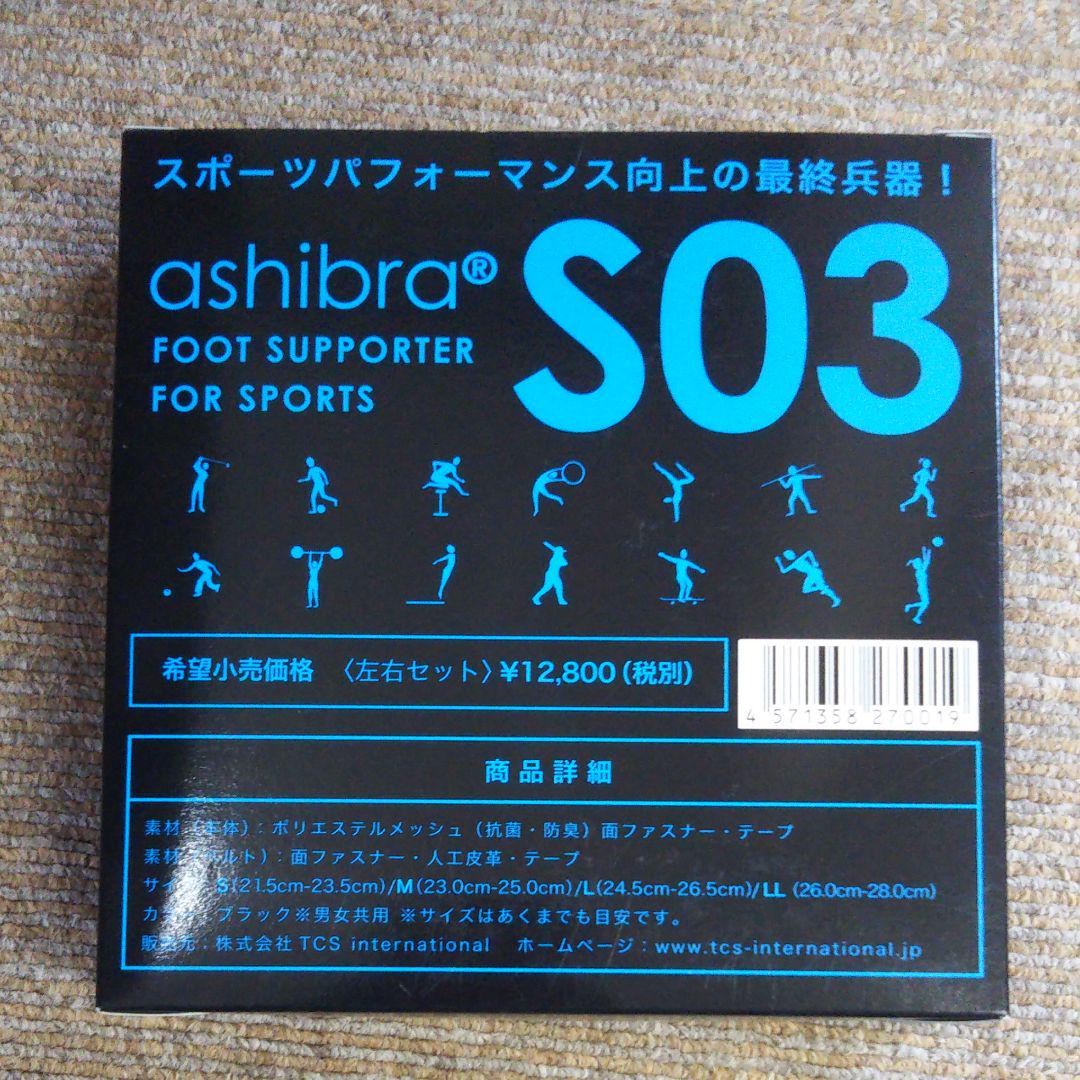 スポーツパフォーマンス向上の最終兵器！
ashibra® S03
FOOT SUPPORTER
FOR SPORTS
希望小売価格 〈左右セット〉¥12,800（税別）
4 571358 270019
商品詳細
素材（本体）：ポリエステルメッシュ（抗菌・防臭）面ファスナー・テープ
素材（ベルト）：面ファスナー・人工皮革・テープ
サイズ：S（21.5cm-23.5cm）/M（23.0cm-25.0cm）/L（24.5cm-26.5cm）/LL（26.0cm-28.0cm）
カラー：ブラック※男女共用 ※サイズはあくまでも目安です。
販売元：株式会社TCS international ホームページ：www.tcs-international.jp